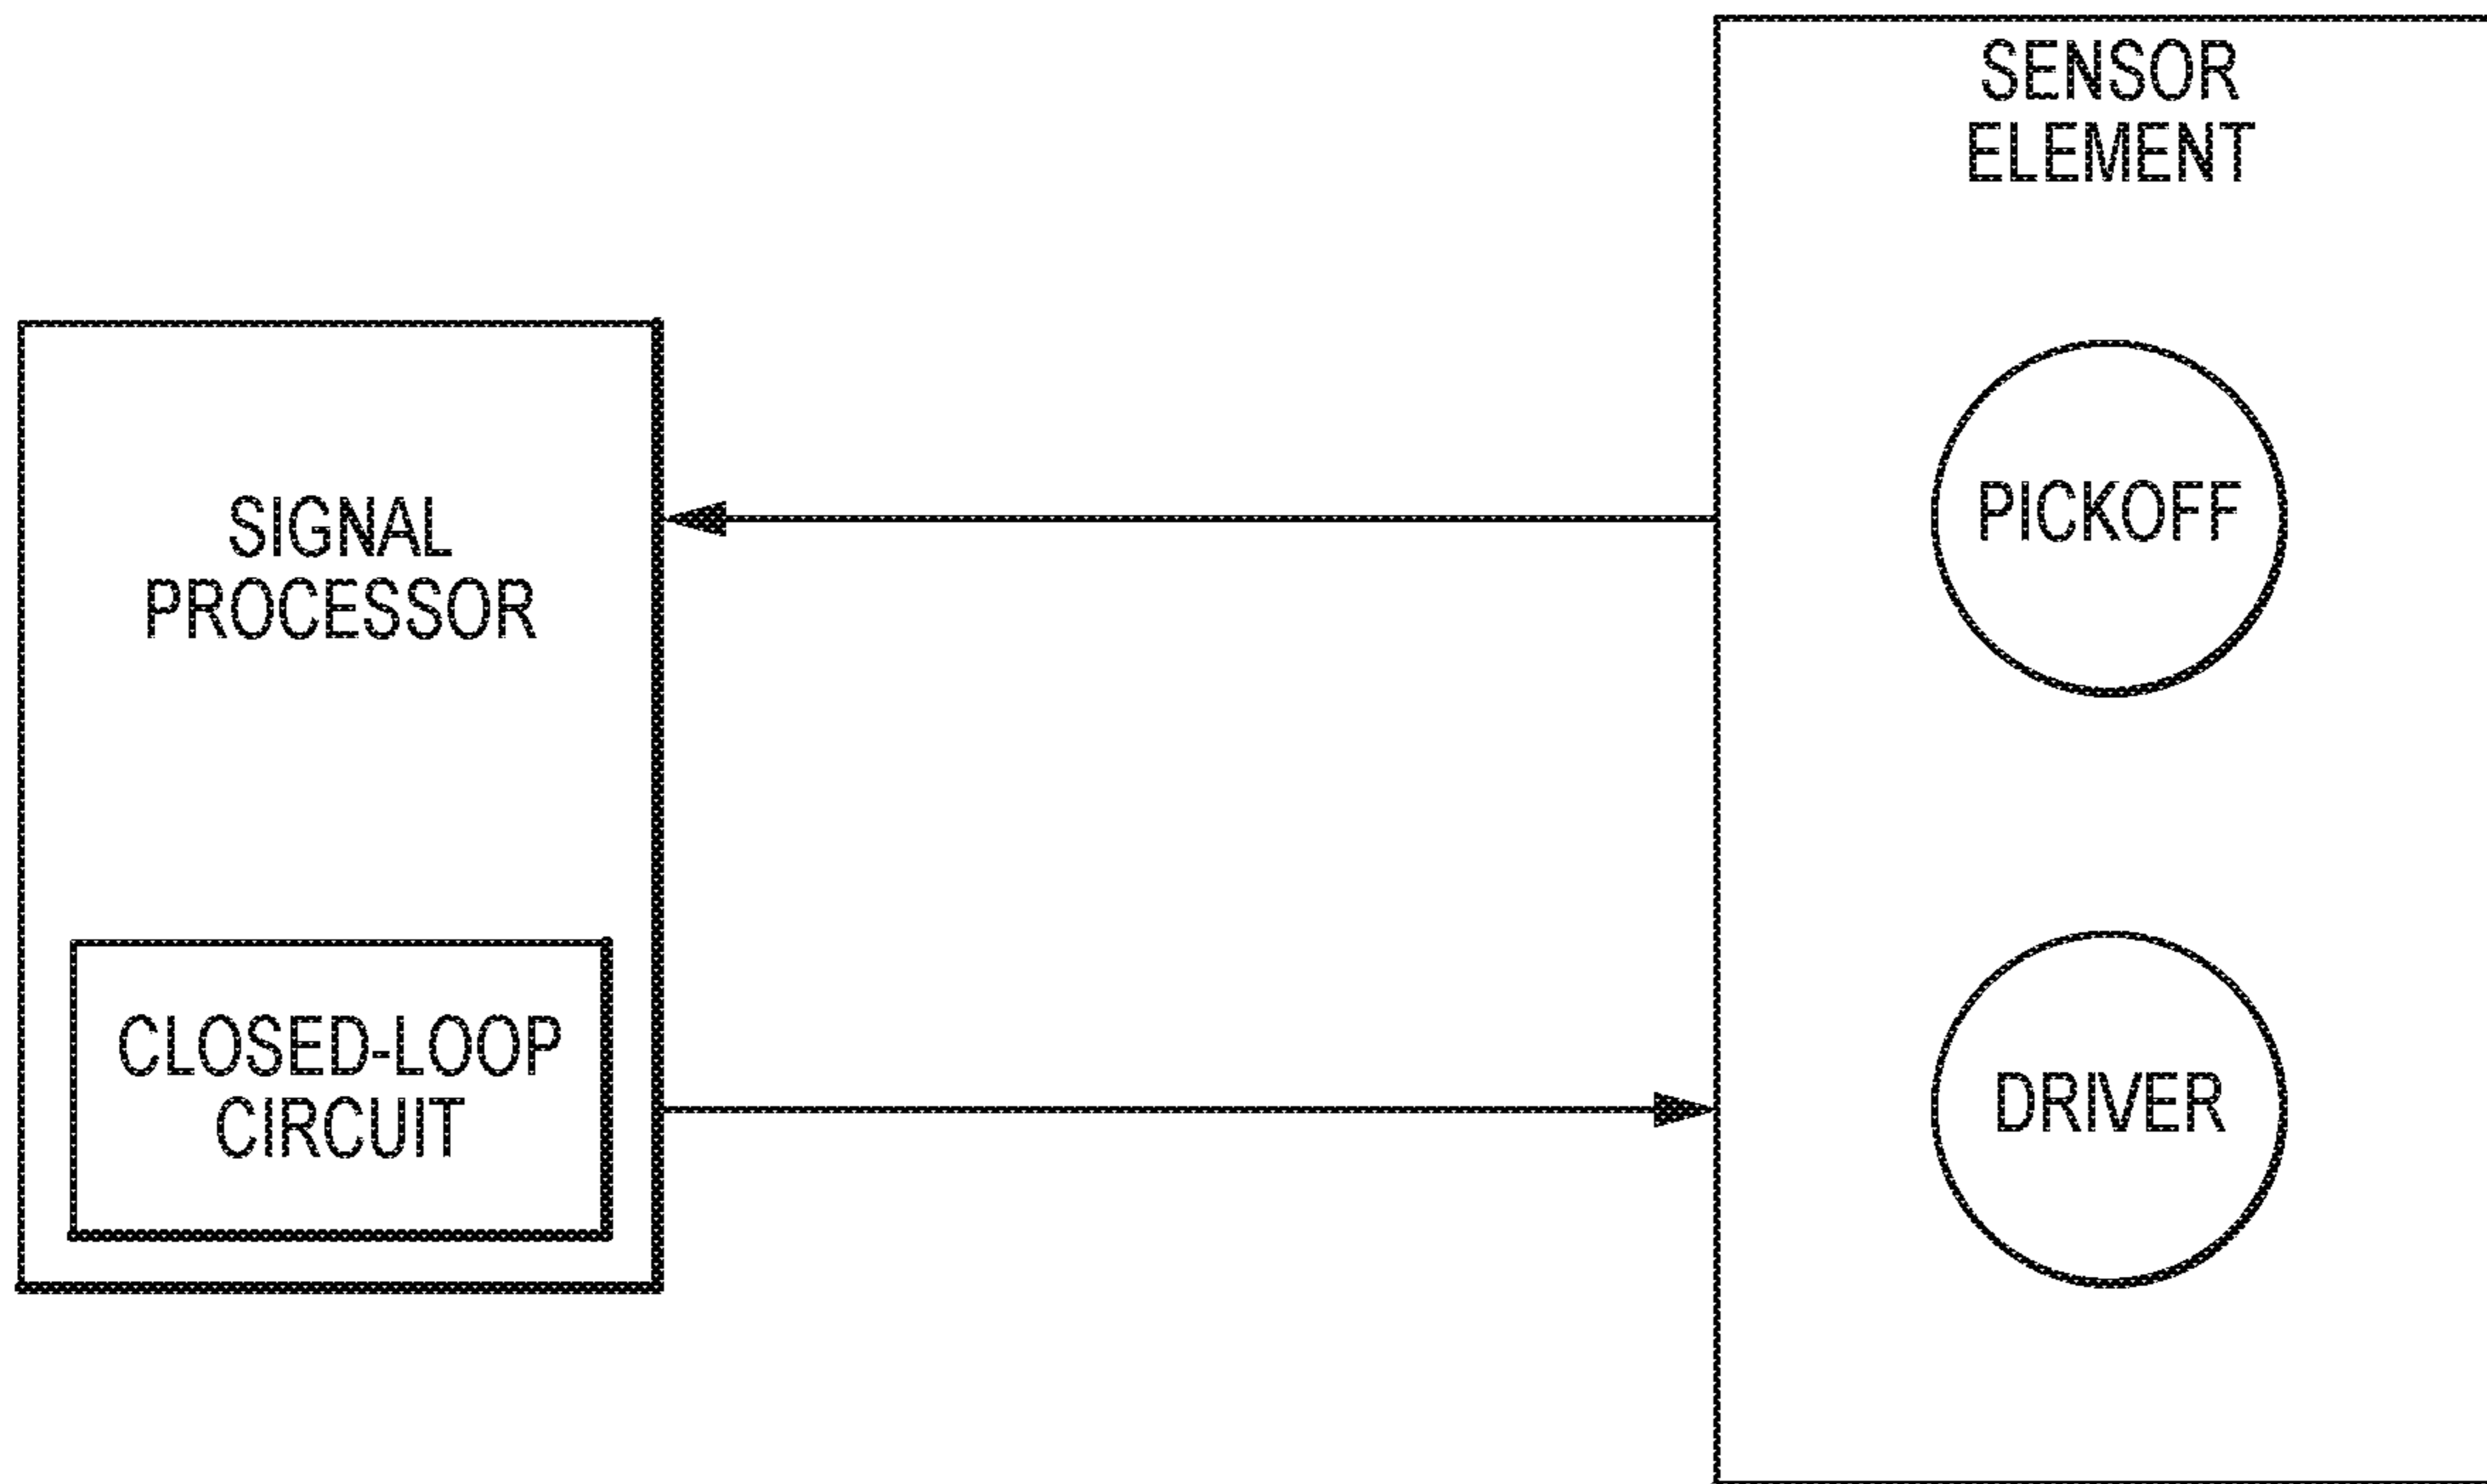 SENSOR
ELEMENT
SIGNAL
PROCESSOR
PICKOFF
CLOSED-LOOP
CIRCUIT
DRIVER